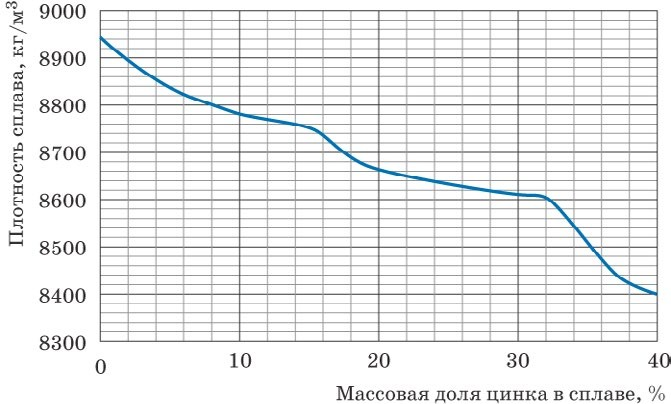 Плотность сплава, кг/м³
9000
8900
8800
8700
8600
8500
8400
8300
0 10 20 30 40
Массовая доля цинка в сплаве, %